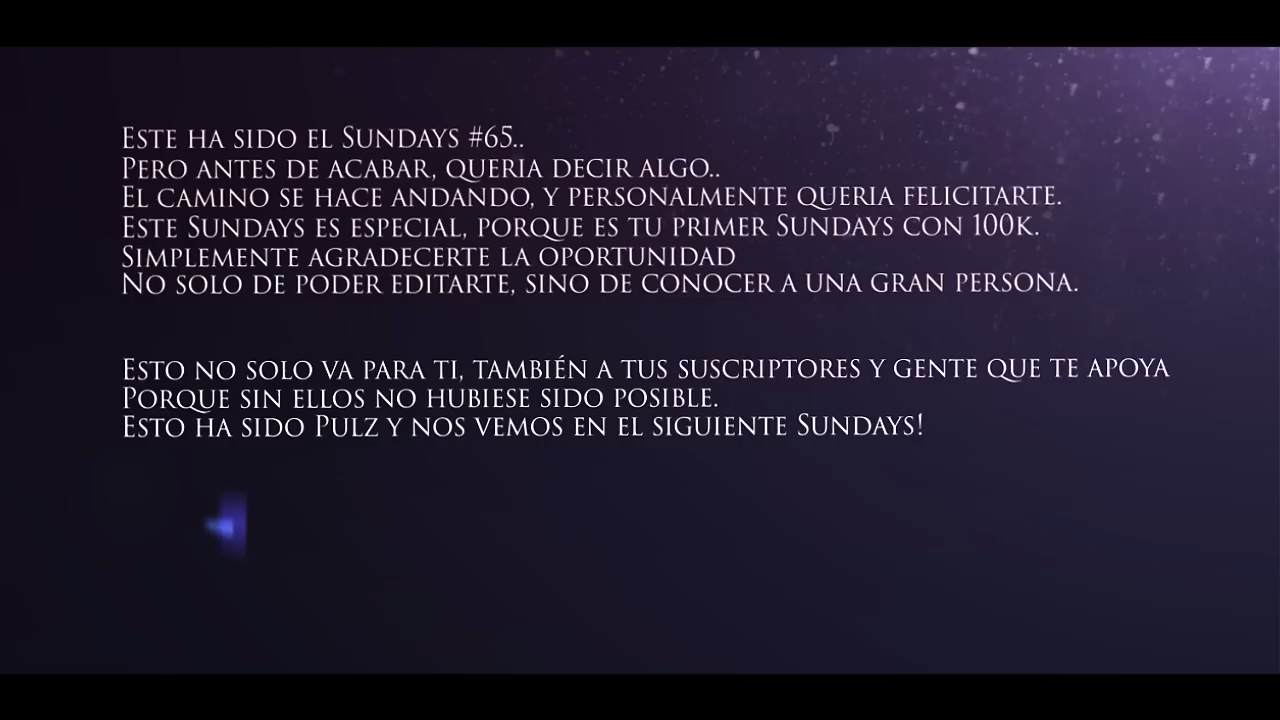 Este ha sido el Sundays #65..
Pero antes de acabar, queria decir algo..
El camino se hace andando, y personalmente queria felicitarte.
Este Sundays es especial, porque es tu primer Sundays con 100k.
Simplemente agradecerte la oportunidad
No solo de poder editarte, sino de conocer a una gran persona.
Esto no solo va para ti, también a tus suscriptores y gente que te apoya
Porque sin ellos no hubiese sido posible.
Esto ha sido Pulz y nos vemos en el siguiente Sundays!